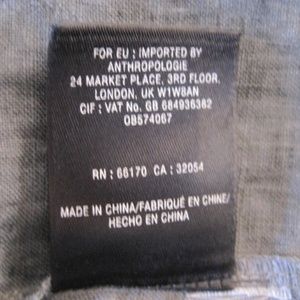 FOR EU : IMPORTED BY
ANTHROPOLOGIE
24 MARKET PLACE, 3RD FLOOR,
LONDON, UK W1W8AN
CIF : VAT No. GB 684936382
OB574067
RN : 66170 CA : 32054
MADE IN CHINA/FABRIQUÉ EN CHINE/
HECHO EN CHINA